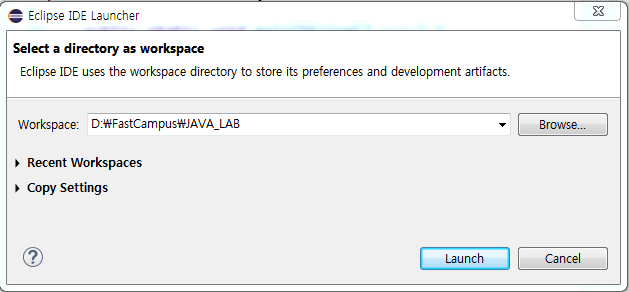 Eclipse IDE Launcher
Select a directory as workspace
Eclipse IDE uses the workspace directory to store its preferences and development artifacts.
Workspace: D:₩FastCampus₩JAVA_LAB Browse...
Recent Workspaces
Copy Settings
? Launch Cancel